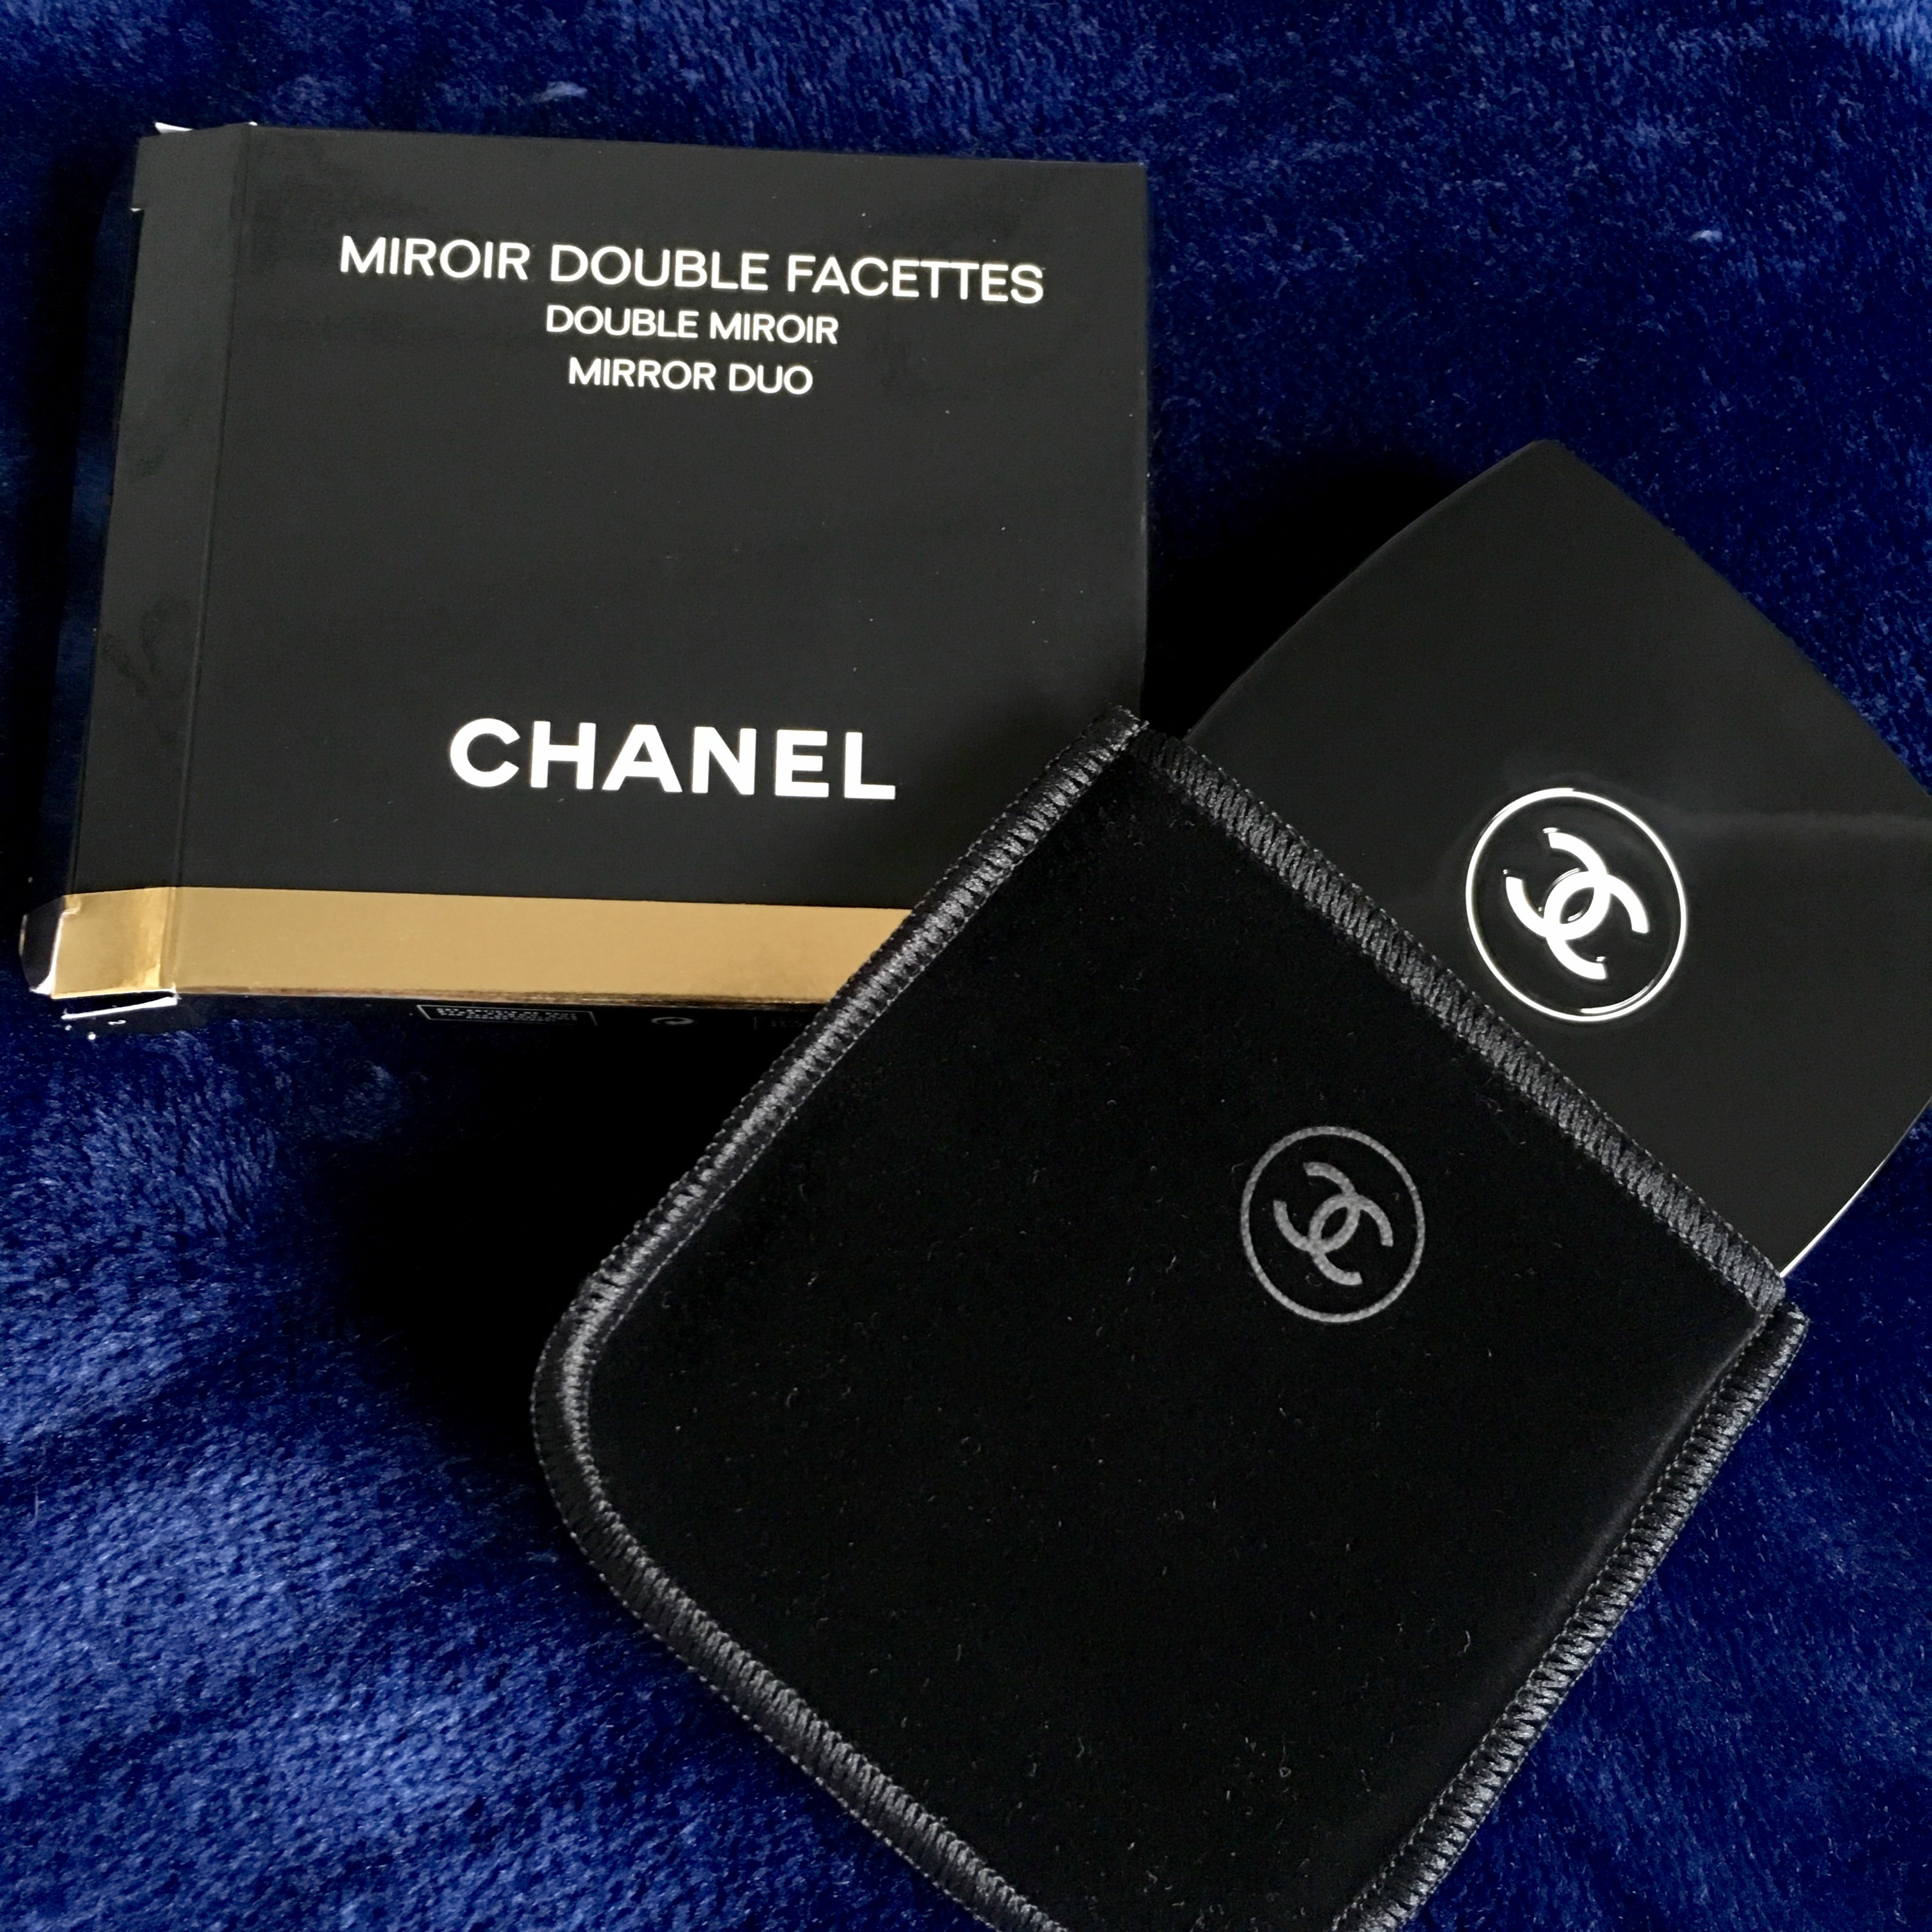 MIROIR DOUBLE FACETTES
DOUBLE MIROIR
MIRROR DUO
CHANEL